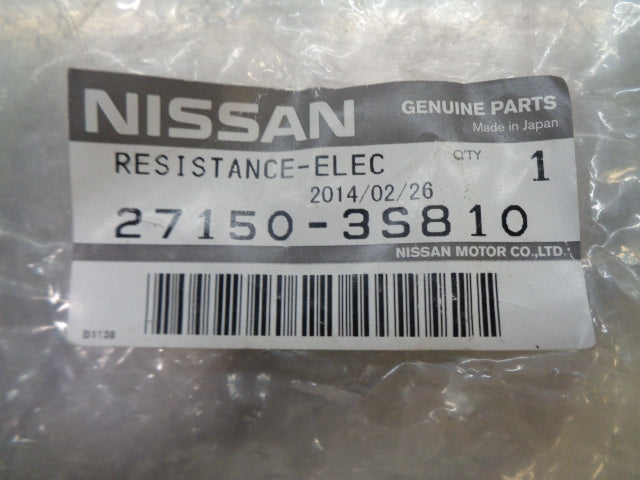 NISSAN
GENUINE PARTS
Made in Japan
RESISTANCE-ELEC
Q'TY 1
2014/02/26
27150-3S810
NISSAN MOTOR CO.,LTD.
B1138